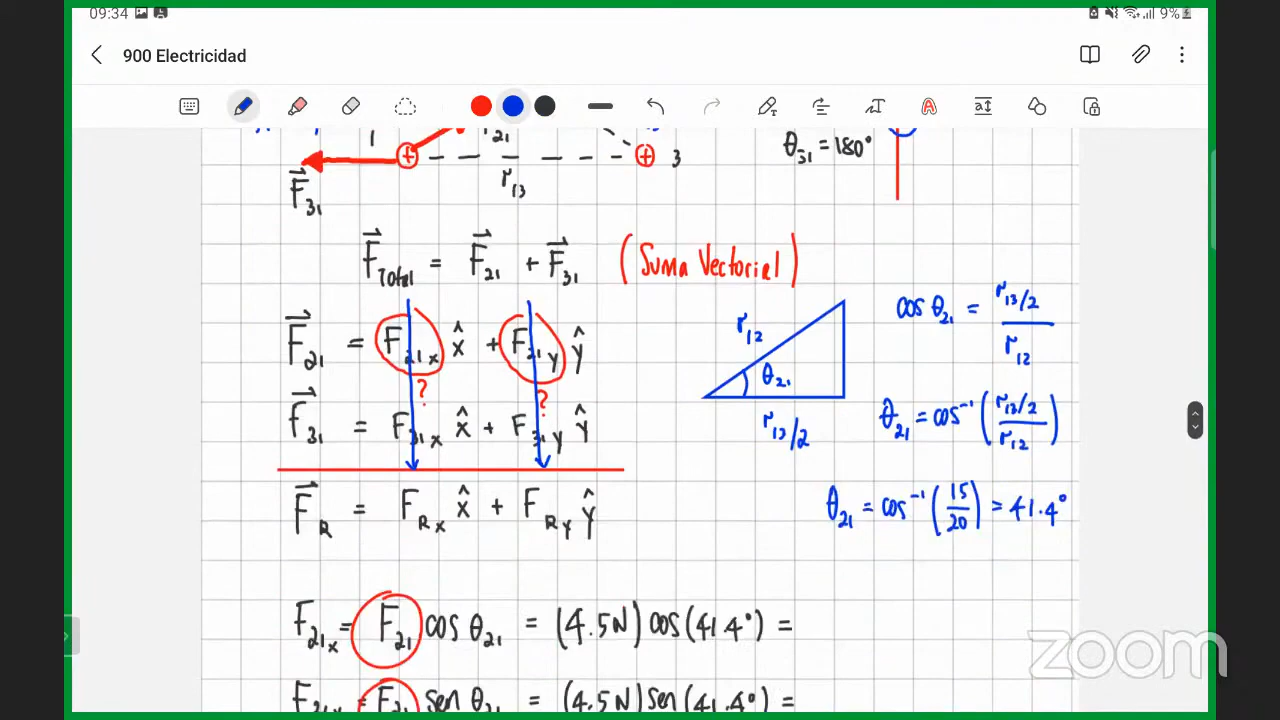 09:34 9%
900 Electricidad
1 21
+ r13 + 3
θ31 = 180°
F⃗31
F⃗Total = F⃗21 + F⃗31 (Suma Vectorial)
F⃗21 = F21x x̂ + F21y ŷ
? ?
F⃗31 = F31x x̂ + F31y ŷ
F⃗R = FRx x̂ + FRy ŷ
r12
θ21
r13/2
cos θ21 = r13/2 / r12
θ21 = cos⁻¹ (r13/2 / r12)
θ21 = cos⁻¹ (15/20) = 41.4°
F21x = F21 cos θ21 = (4.5N) cos(41.4°) =
F21y = F21 sen θ21 = (4.5N) sen(41.4°) =
zoom